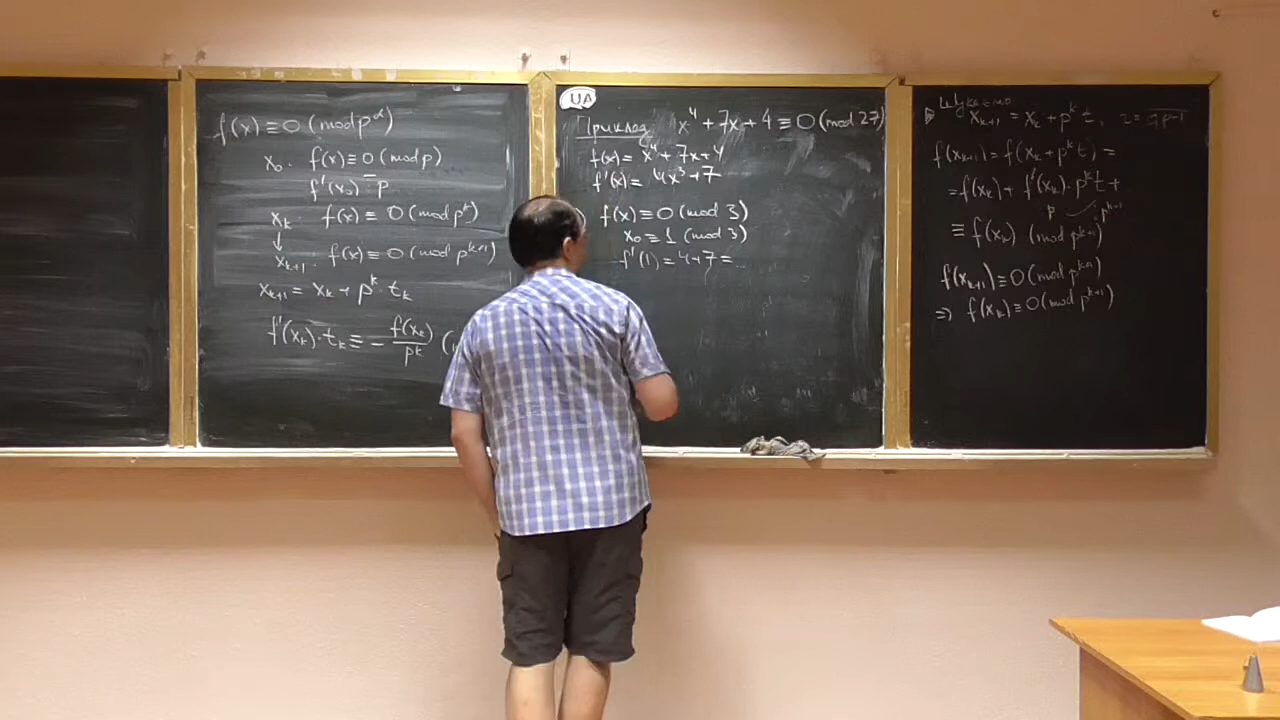 f(x) ≡ 0 (mod p^α)
x₀. f(x) ≡ 0 (mod p)
f'(x₀) ⋮ p
x_k f(x) ≡ 0 (mod p^k)
↓
x_{k+1}. f(x) ≡ 0 (mod p^{k+1})
x_{k+1} = x_k + p^k · t_k
f'(x_k) · t_k ≡ - f(x_k)/p^k (
UA
Приклад x⁴ + 7x + 4 ≡ 0 (mod 27)
f(x) = x⁴ + 7x + 4
f'(x) = 4x³ + 7
f(x) ≡ 0 (mod 3)
x₀ ≡ 1 (mod 3)
f'(1) = 4+7 =
Шукаємо
x_{k+1} = x_k + p^k t,
f(x_{k+1}) = f(x_k + p^k t) =
= f(x_k) + f'(x_k) · p^k t +
p p^{k+1}
≡ f(x_k) (mod p^{k+1})
f(x_{k+1}) ≡ 0 (mod p^{k+1})
⇒ f(x_k) ≡ 0 (mod p^{k+1})